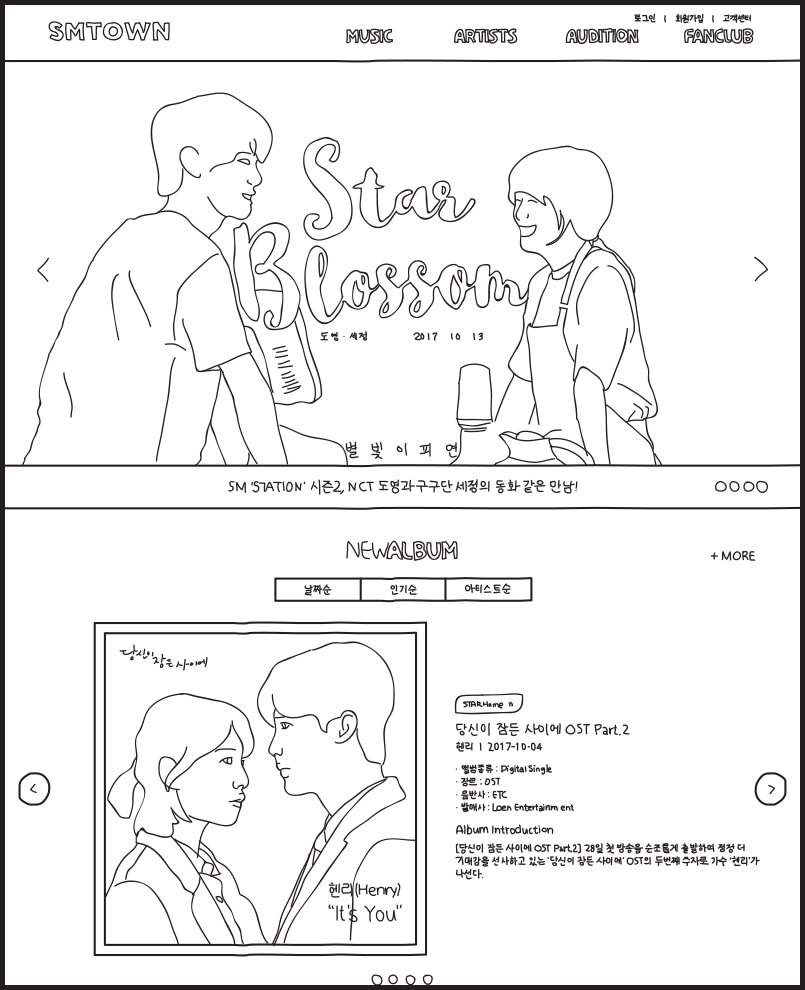 로그인 | 회원가입 | 고객센터
SMTOWN MUSIC ARTISTS AUDITION FANCLUB
Star
Blossom
도영·세정 2017 10 13
별빛이피면
SM 'STATION' 시즌2, NCT 도영과 구구단 세정의 동화 같은 만남!
NEWALBUM
+ MORE
날짜순 인기순 아티스트순
당신이 잠든 사이에
헨리(Henry)
"It's You"
STARHome »
당신이 잠든 사이에 OST Part.2
헨리 | 2017-10-04
· 앨범종류 : Digital Single
· 장르 : OST
· 음반사 : ETC
· 발매사 : Loen Entertainment
Album Introduction
[당신이 잠든 사이에 OST Part.2] 28일 첫 방송을 순조롭게 출발하여 점점 더
기대감을 선사하고 있는 '당신이 잠든 사이에' OST의 두번째 주자로 가수 '헨리'가
나선다.